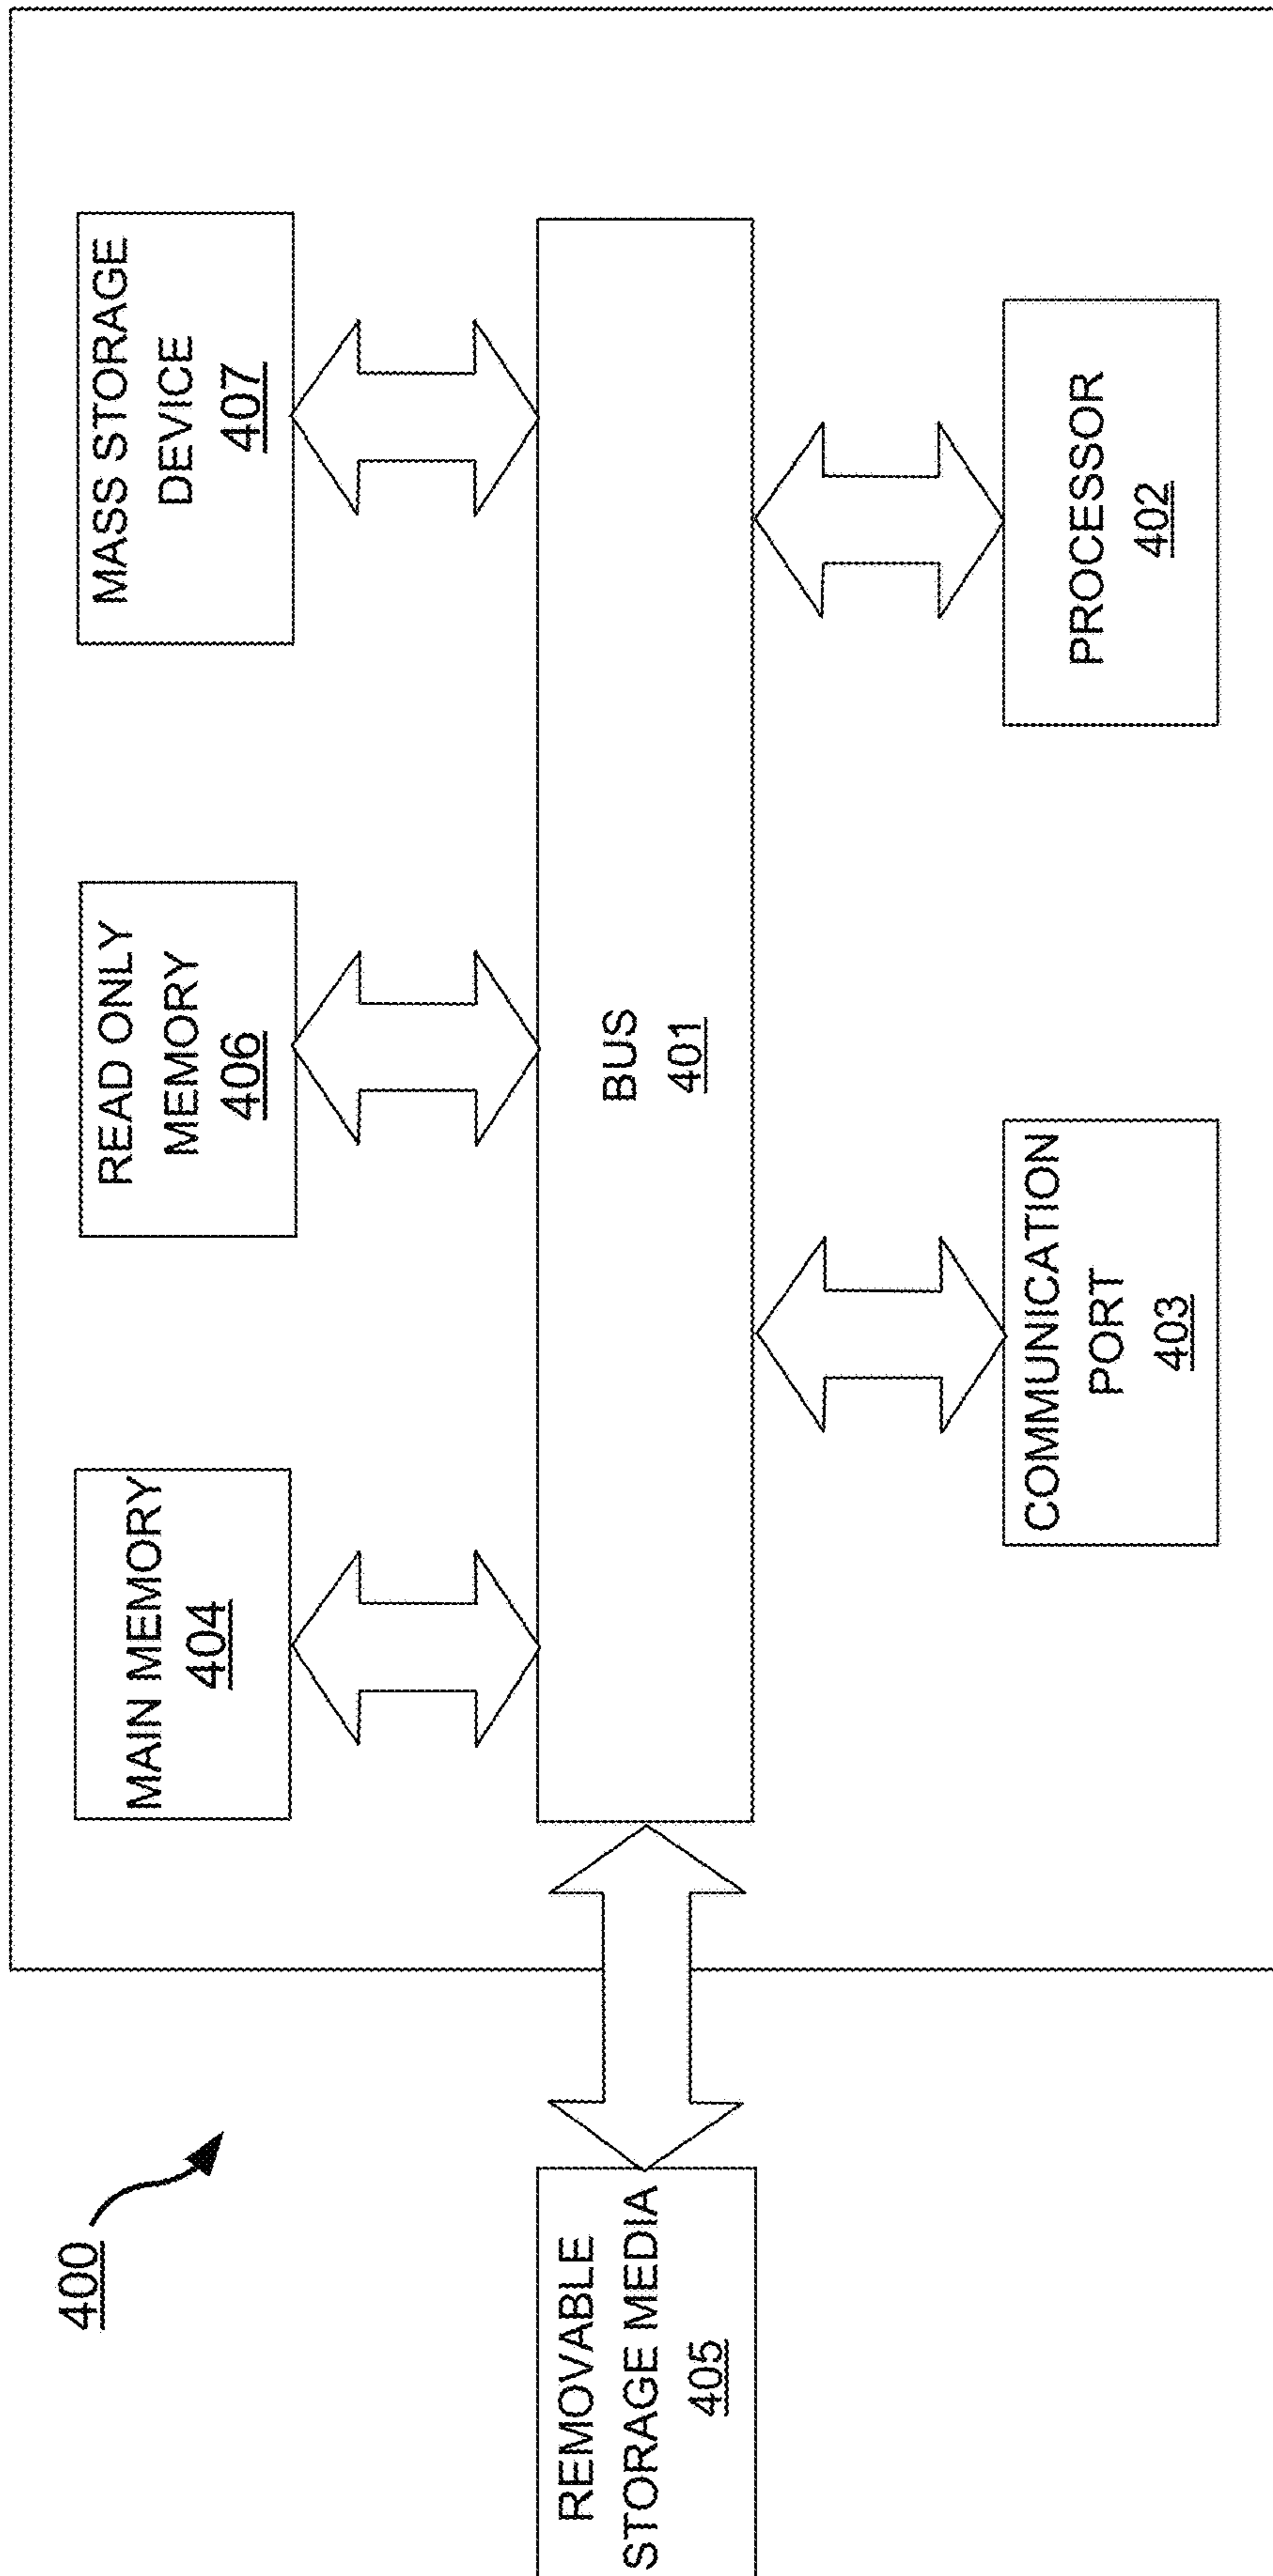 400
MAIN MEMORY
404
READ ONLY
MEMORY
406
MASS STORAGE
DEVICE
407
REMOVABLE
STORAGE MEDIA
405
BUS
401
COMMUNICATION
PORT
403
PROCESSOR
402